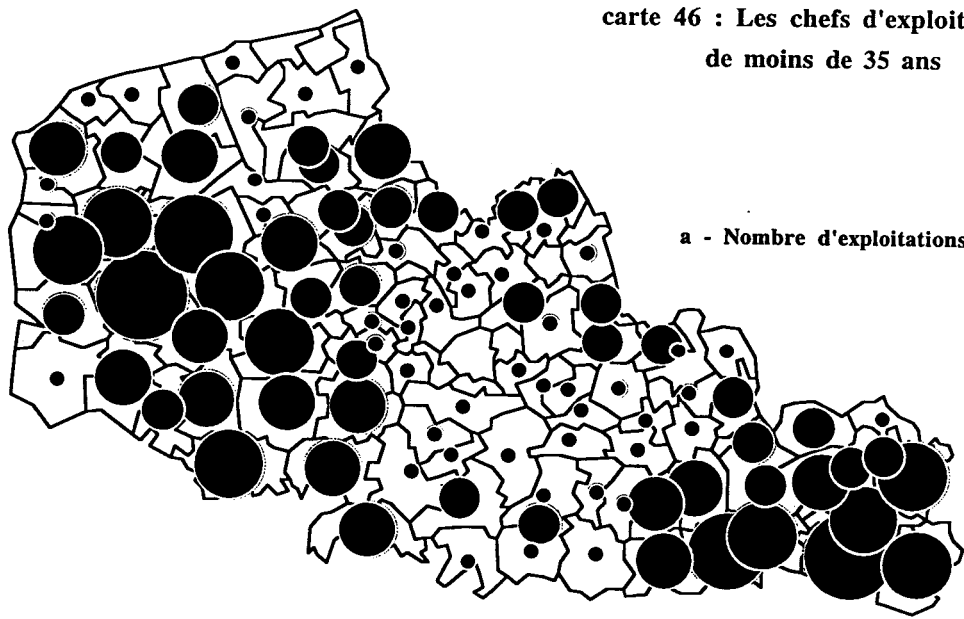 carte 46 : Les chefs d'exploit
de moins de 35 ans
a - Nombre d'exploitations